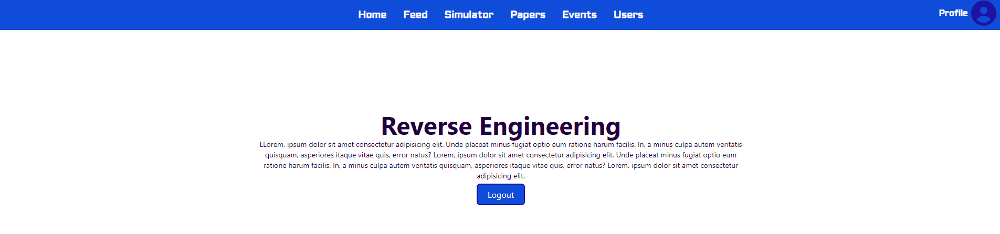 Home Feed Simulator Papers Events Users Profile
Reverse Engineering
LLorem, ipsum dolor sit amet consectetur adipisicing elit. Unde placeat minus fugiat optio eum ratione harum facilis. In, a minus culpa autem veritatis
quisquam, asperiores itaque vitae quis, error natus? Lorem, ipsum dolor sit amet consectetur adipisicing elit. Unde placeat minus fugiat optio eum
ratione harum facilis. In, a minus culpa autem veritatis quisquam, asperiores itaque vitae quis, error natus? Lorem, ipsum dolor sit amet consectetur
adipisicing elit.
Logout